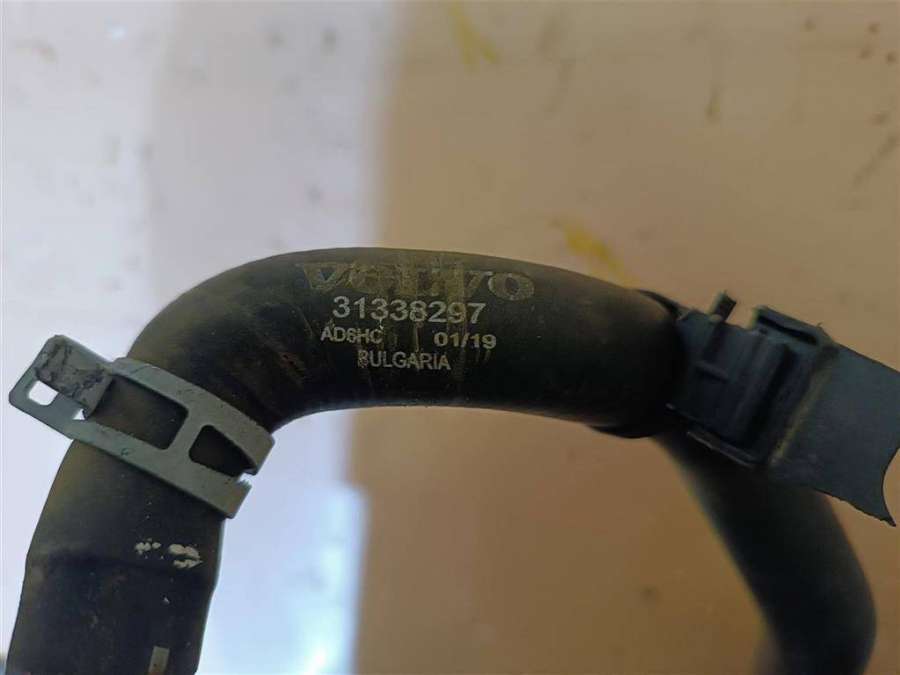 VOLVO
31338297
AD6HC 01/19
BULGARIA